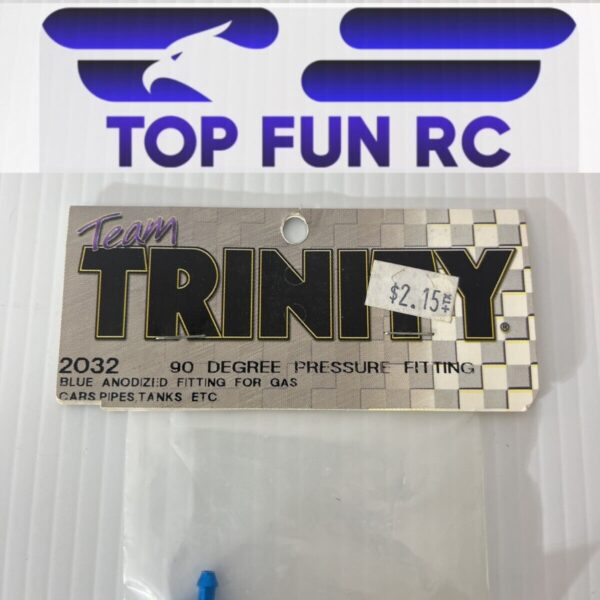 TOP FUN RC
Team
TRINITY®
$2.15
2032 90 DEGREE PRESSURE FITTING
BLUE ANODIZED FITTING FOR GAS
CARS,PIPES,TANKS ETC